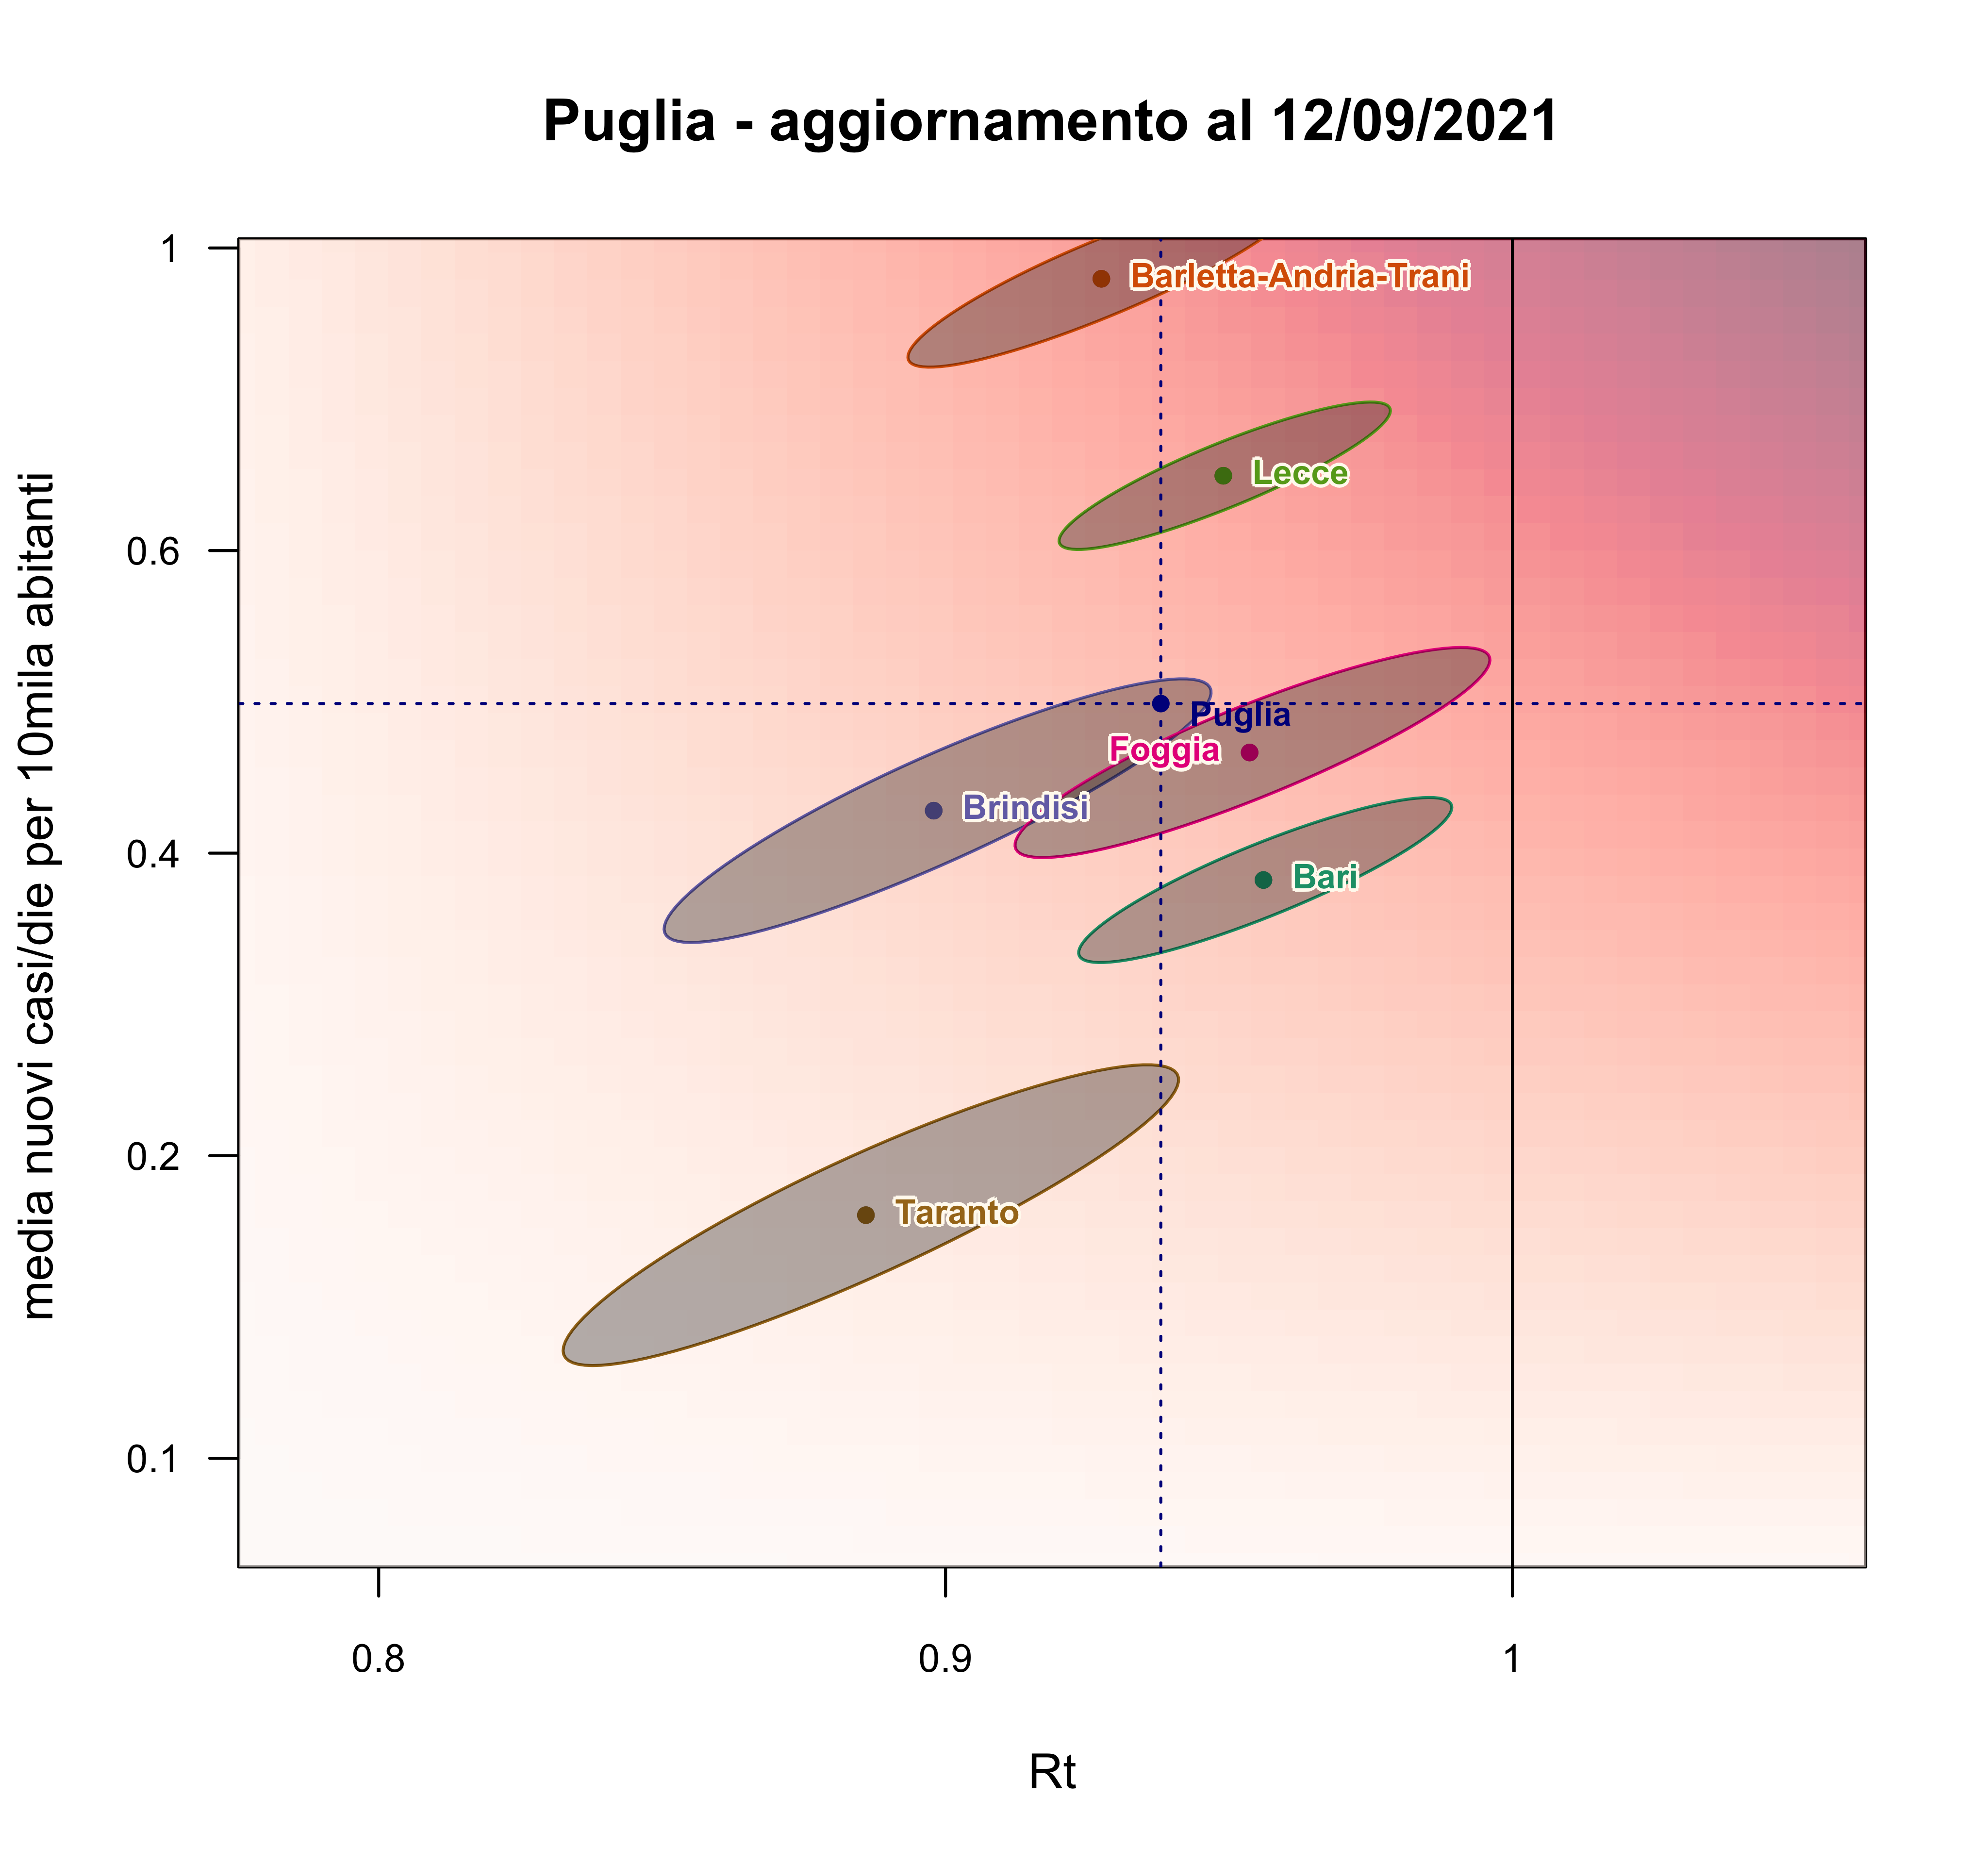 Puglia - aggiornamento al 12/09/2021
media nuovi casi/die per 10mila abitanti
1
0.6
0.4
0.2
0.1
Barletta-Andria-Trani
Lecce
Puglia
Foggia
Brindisi
Bari
Taranto
0.8
0.9
1
Rt